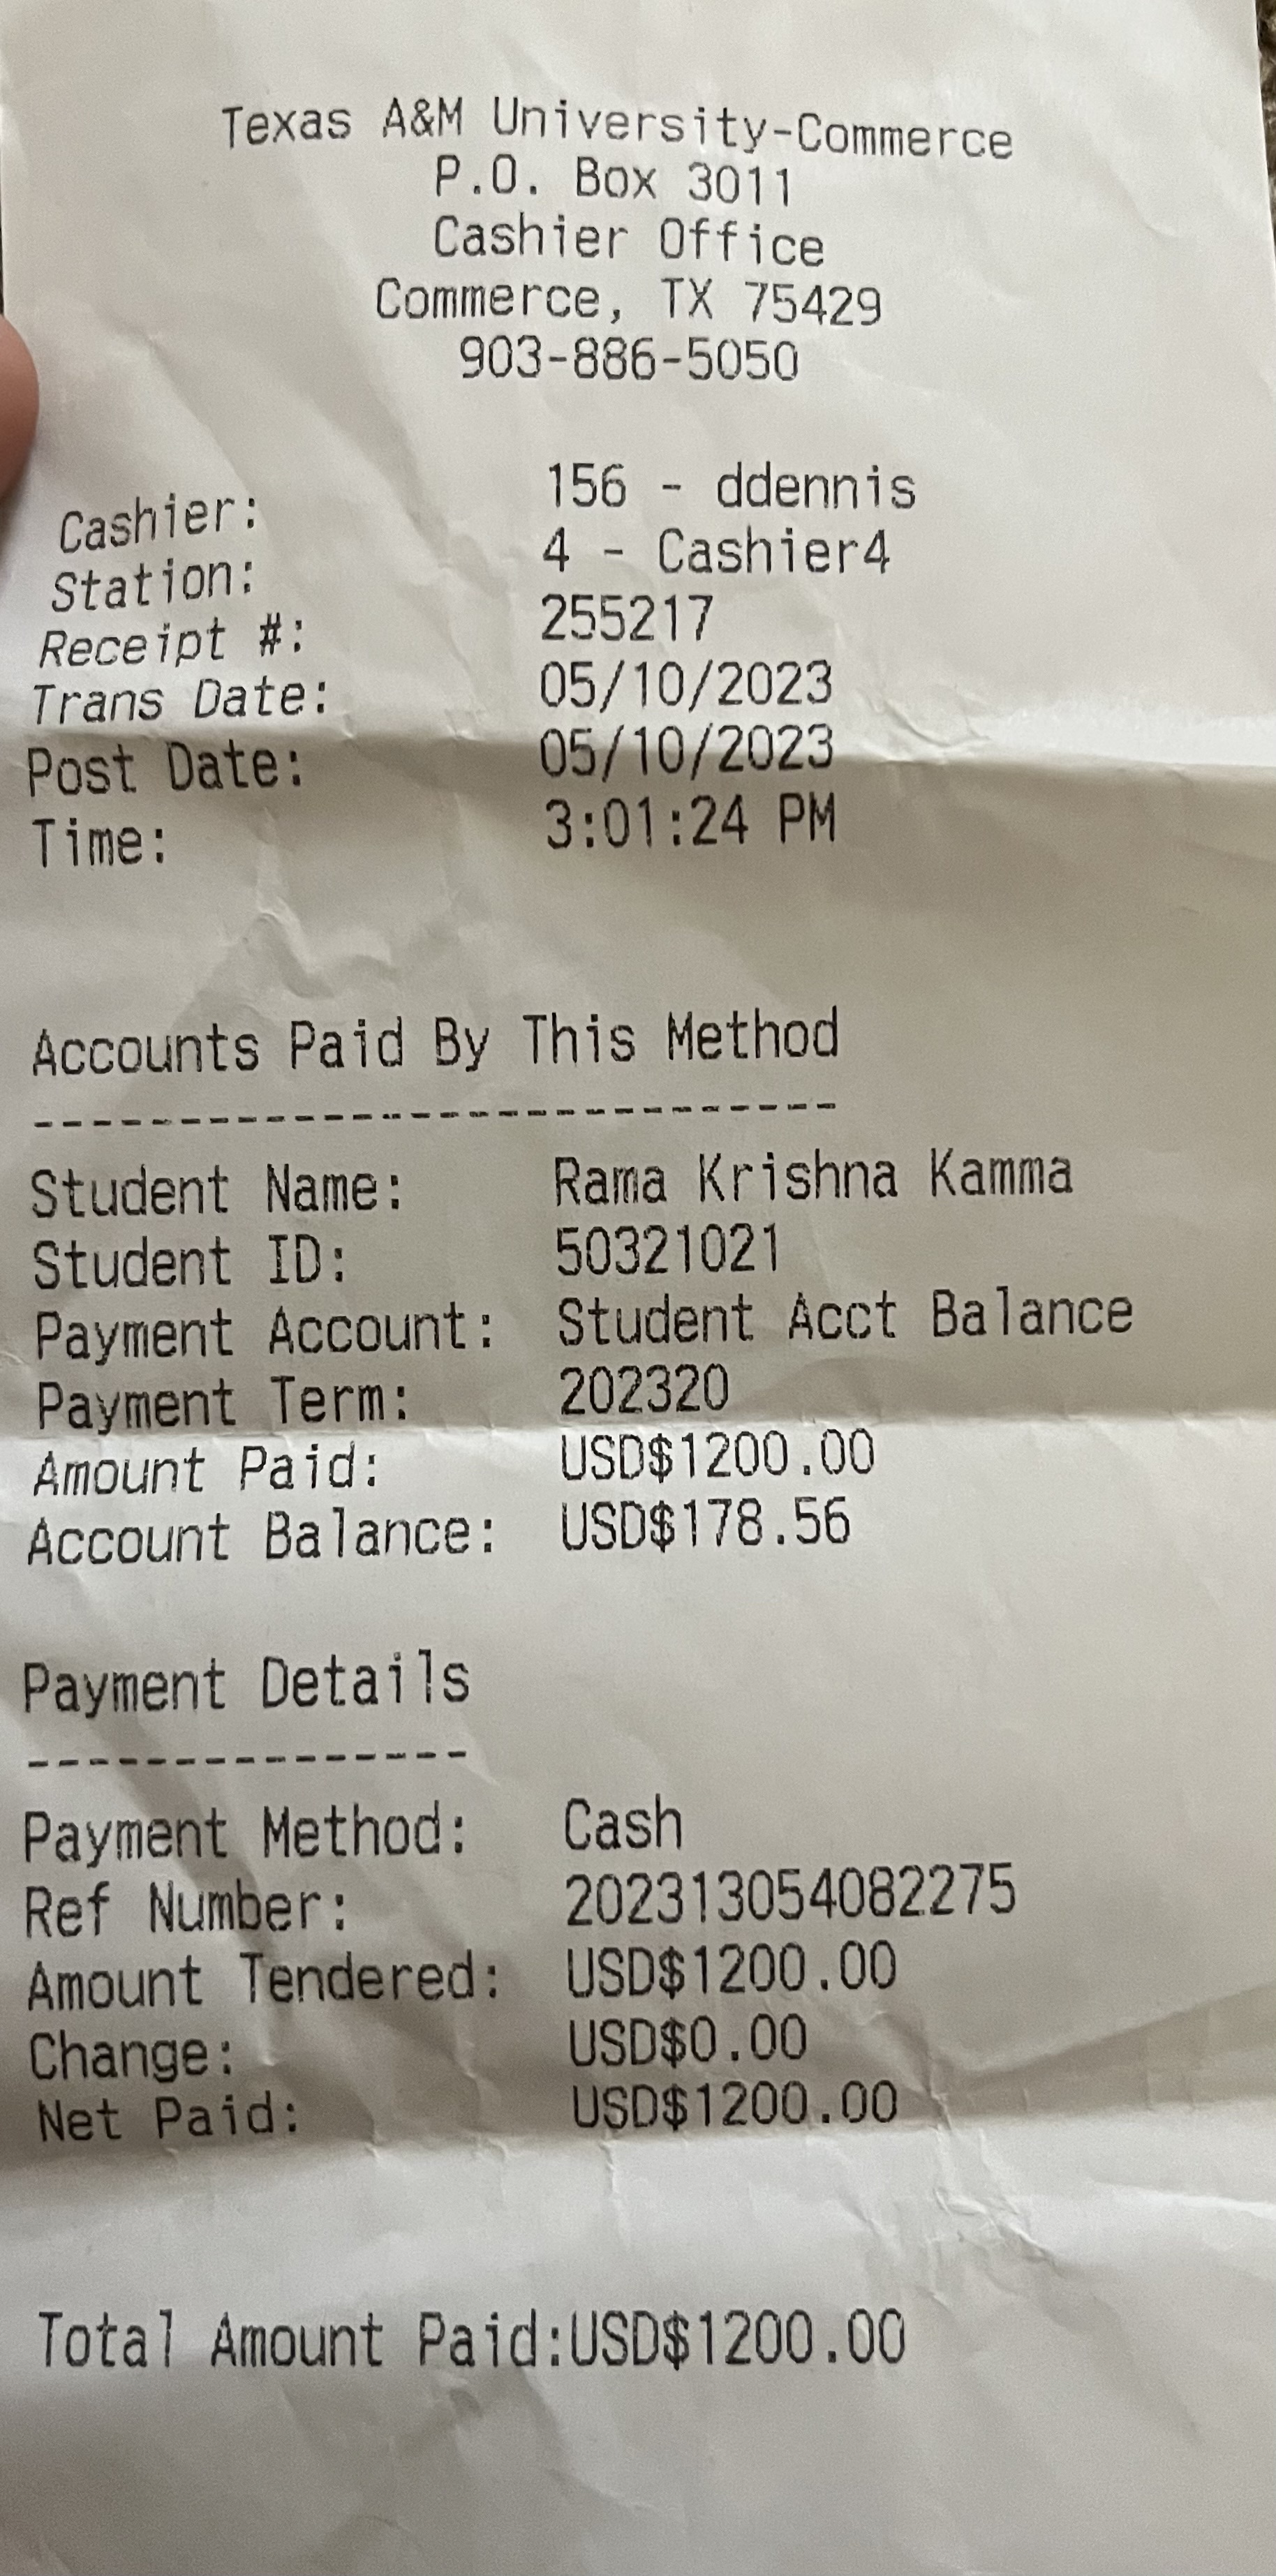 Texas A&M University-Commerce
P.O. Box 3011
Cashier Office
Commerce, TX 75429
903-886-5050
Cashier: 156 - ddennis
Station: 4 - Cashier4
Receipt #: 255217
Trans Date: 05/10/2023
Post Date: 05/10/2023
Time: 3:01:24 PM
Accounts Paid By This Method
----------------------------
Student Name: Rama Krishna Kamma
Student ID: 50321021
Payment Account: Student Acct Balance
Payment Term: 202320
Amount Paid: USD$1200.00
Account Balance: USD$178.56
Payment Details
---------------
Payment Method: Cash
Ref Number: 202313054082275
Amount Tendered: USD$1200.00
Change: USD$0.00
Net Paid: USD$1200.00
Total Amount Paid:USD$1200.00